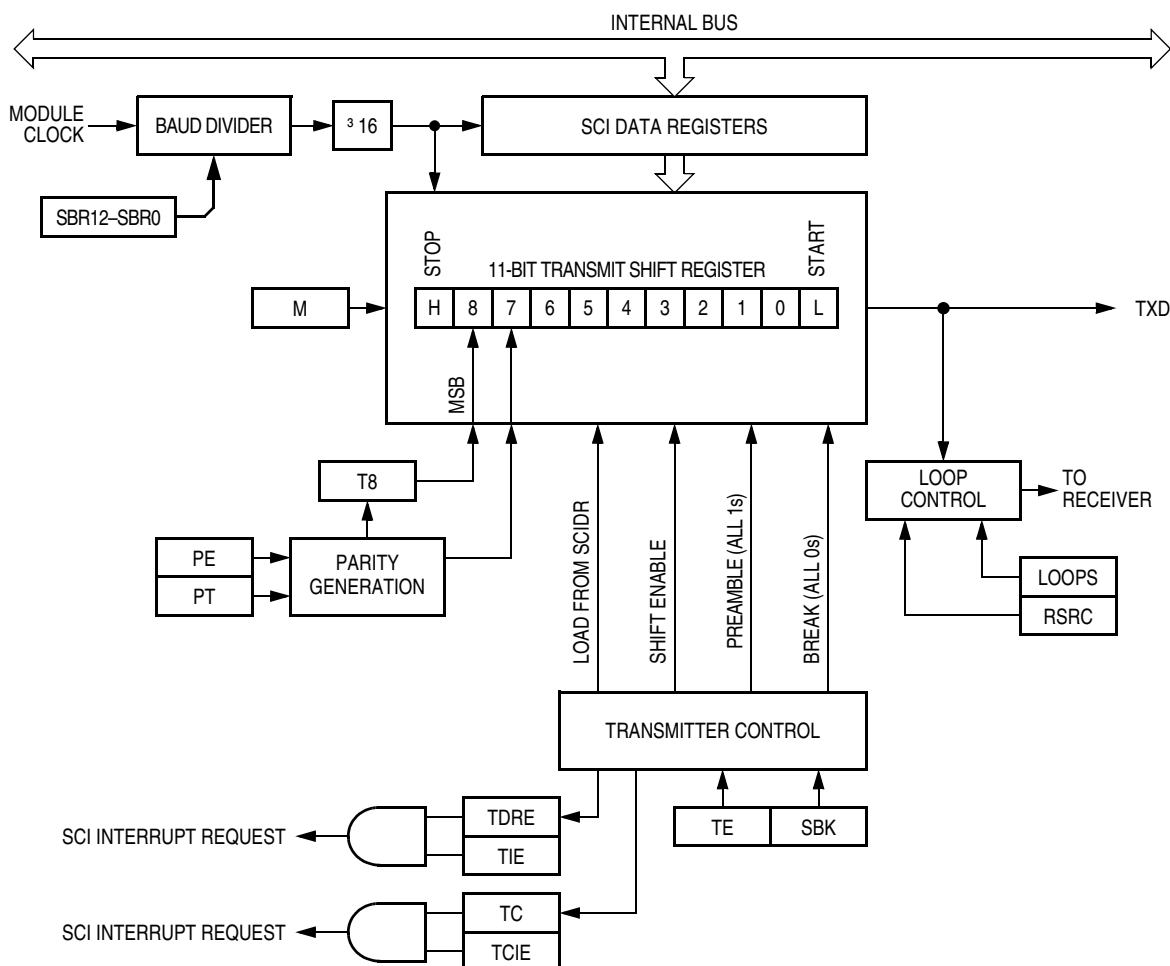 INTERNAL BUS
MODULE
CLOCK
BAUD DIVIDER
³ 16
SCI DATA REGISTERS
SBR12–SBR0
STOP
11-BIT TRANSMIT SHIFT REGISTER
START
M
H 8 7 6 5 4 3 2 1 0 L
TXD
MSB
T8
LOOP
CONTROL
TO
RECEIVER
PE
PT
PARITY
GENERATION
LOAD FROM SCIDR
SHIFT ENABLE
PREAMBLE (ALL 1s)
BREAK (ALL 0s)
LOOPS
RSRC
TRANSMITTER CONTROL
TE
SBK
SCI INTERRUPT REQUEST
TDRE
TIE
SCI INTERRUPT REQUEST
TC
TCIE